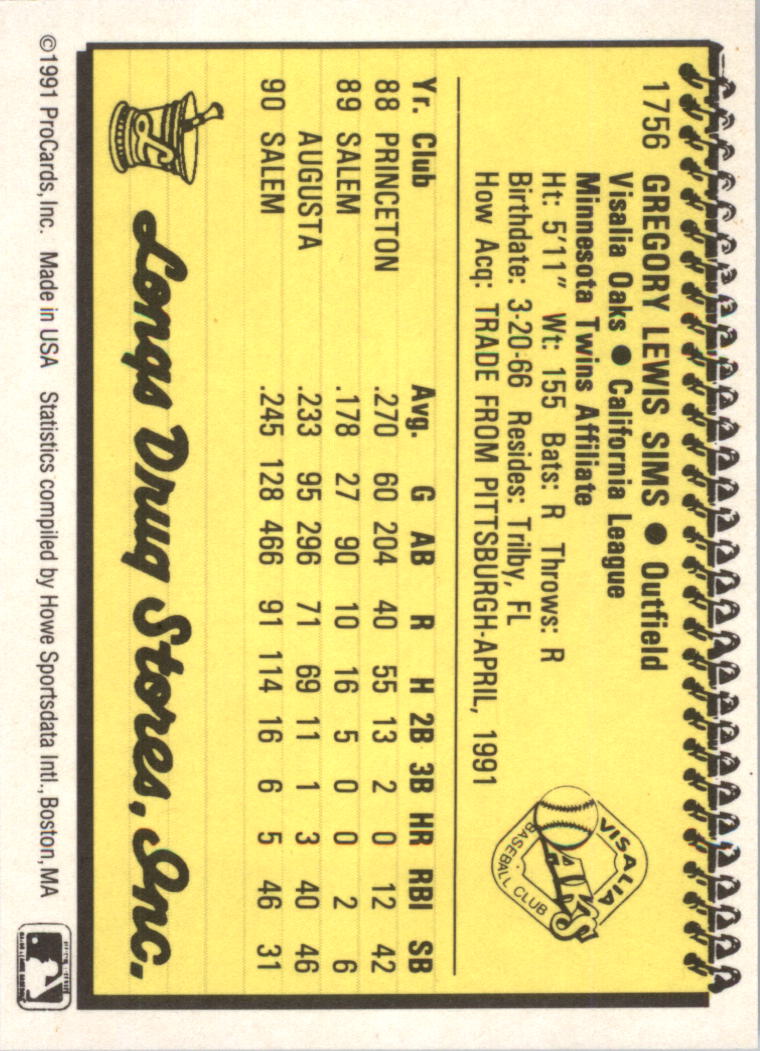 1756 GREGORY LEWIS SIMS ● Outfield
Visalia Oaks ● California League
Minnesota Twins Affiliate
Ht: 5'11" Wt: 155 Bats: R Throws: R
Birthdate: 3-20-66 Resides: Trilby, FL
How Acq: TRADE FROM PITTSBURGH-APRIL, 1991
VISALIA
OAKS
BASEBALL CLUB
Yr. Club Avg. G AB R H 2B 3B HR RBI SB
88 PRINCETON .270 60 204 40 55 13 2 0 12 42
89 SALEM .178 27 90 10 16 5 0 0 2 6
AUGUSTA .233 95 296 71 69 11 1 3 40 46
90 SALEM .245 128 466 91 114 16 6 5 46 31
L
Longs Drug Stores, Inc.
©1991 ProCards, Inc. Made in USA Statistics compiled by Howe Sportsdata Intl., Boston, MA